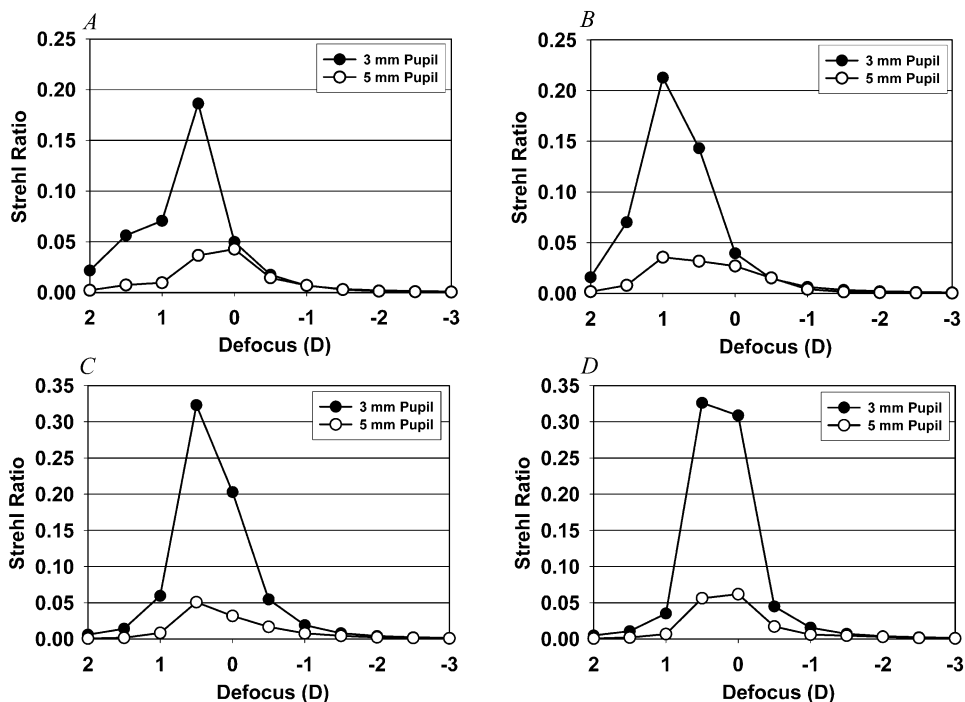 A
0.25
0.20
0.15
0.10
0.05
0.00
Strehl Ratio
3 mm Pupil
5 mm Pupil
2 1 0 -1 -2 -3
Defocus (D)
B
0.25
0.20
0.15
0.10
0.05
0.00
Strehl Ratio
3 mm Pupil
5 mm Pupil
2 1 0 -1 -2 -3
Defocus (D)
C
0.35
0.30
0.25
0.20
0.15
0.10
0.05
0.00
Strehl Ratio
3 mm Pupil
5 mm Pupil
2 1 0 -1 -2 -3
Defocus (D)
D
0.35
0.30
0.25
0.20
0.15
0.10
0.05
0.00
Strehl Ratio
3 mm Pupil
5 mm Pupil
2 1 0 -1 -2 -3
Defocus (D)